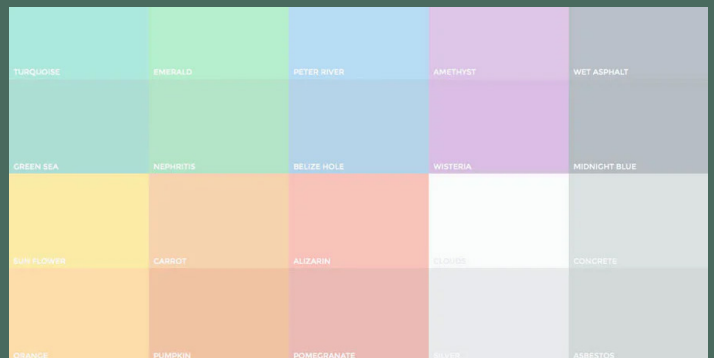 TURQUOISE
EMERALD
PETER RIVER
AMETHYST
WET ASPHALT
GREEN SEA
NEPHRITIS
BELIZE HOLE
WISTERIA
MIDNIGHT BLUE
SUN FLOWER
CARROT
ALIZARIN
CLOUDS
CONCRETE
ORANGE
PUMPKIN
POMEGRANATE
SILVER
ASBESTOS